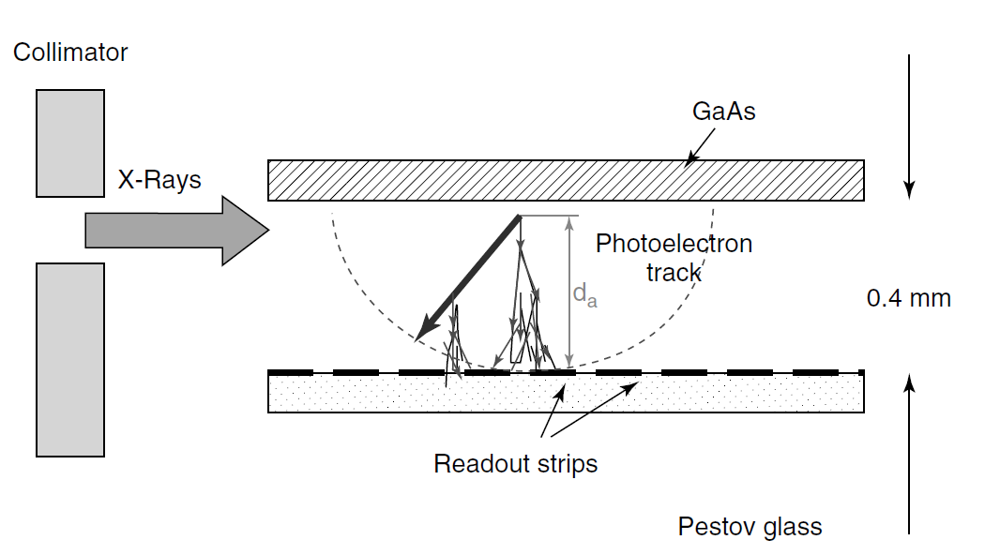 Collimator
GaAs
X-Rays
Photoelectron
track
da
0.4 mm
Readout strips
Pestov glass